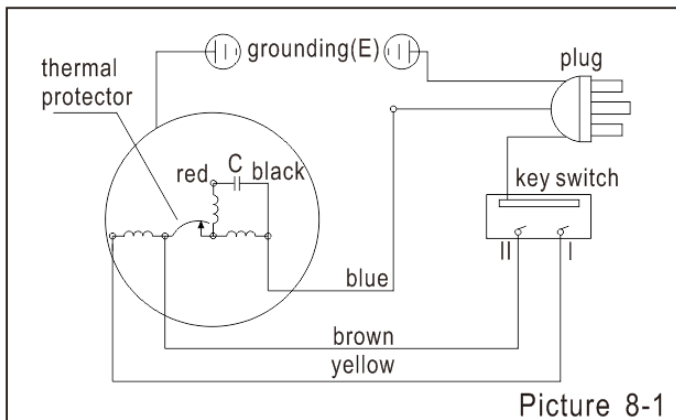 grounding(E)
plug
thermal
protector
red
C
black
key switch
II
I
blue
brown
yellow
Picture 8-1